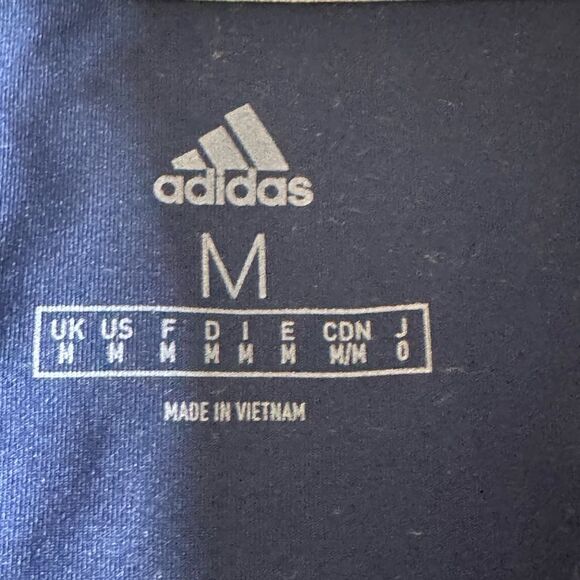 adidas
M
UK US F D I E CDN J
M M M M M M M/M O
MADE IN VIETNAM